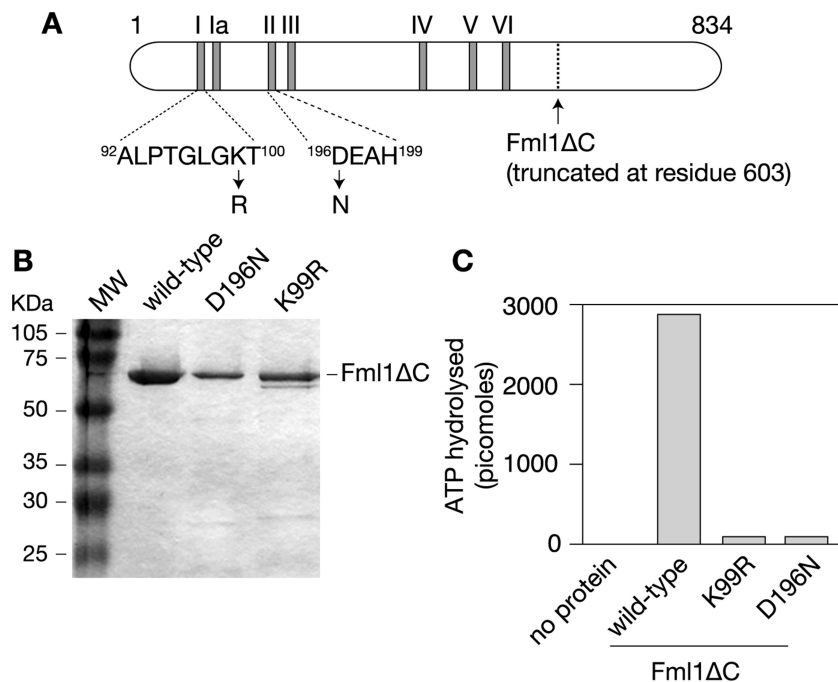 A
1 I Ia II III IV V VI 834
⁹²ALPTGLGKT¹⁰⁰ ¹⁹⁶DEAH¹⁹⁹
R N
Fml1ΔC
(truncated at residue 603)
B
KDa MW wild-type D196N K99R
105
75
Fml1ΔC
50
35
30
25
C
ATP hydrolysed
(picomoles)
3000
2000
1000
0
no protein wild-type K99R D196N
Fml1ΔC